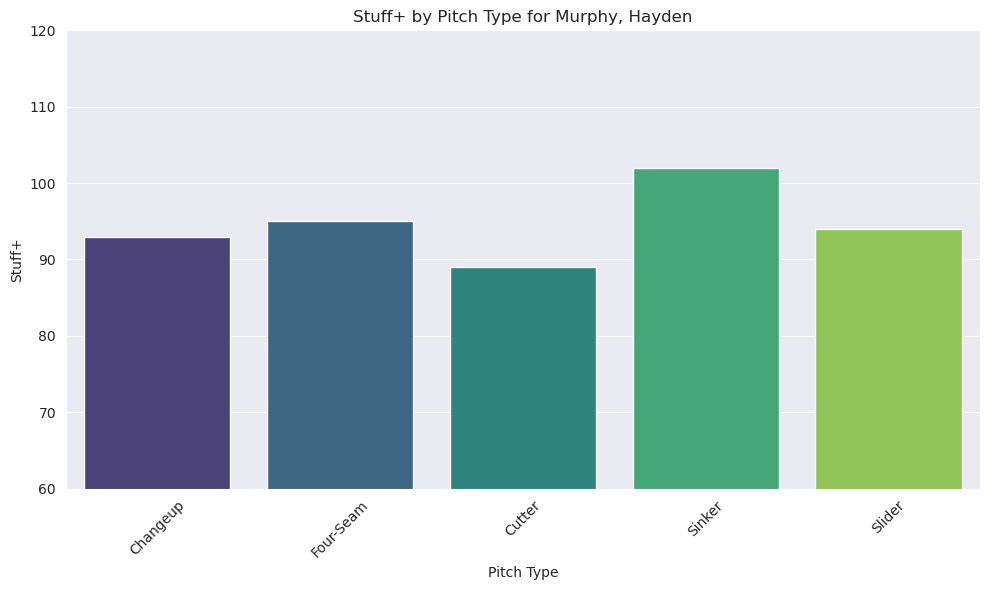 Stuff+ by Pitch Type for Murphy, Hayden
120
110
100
90
80
70
60
Stuff+
Changeup
Four-Seam
Cutter
Sinker
Slider
Pitch Type